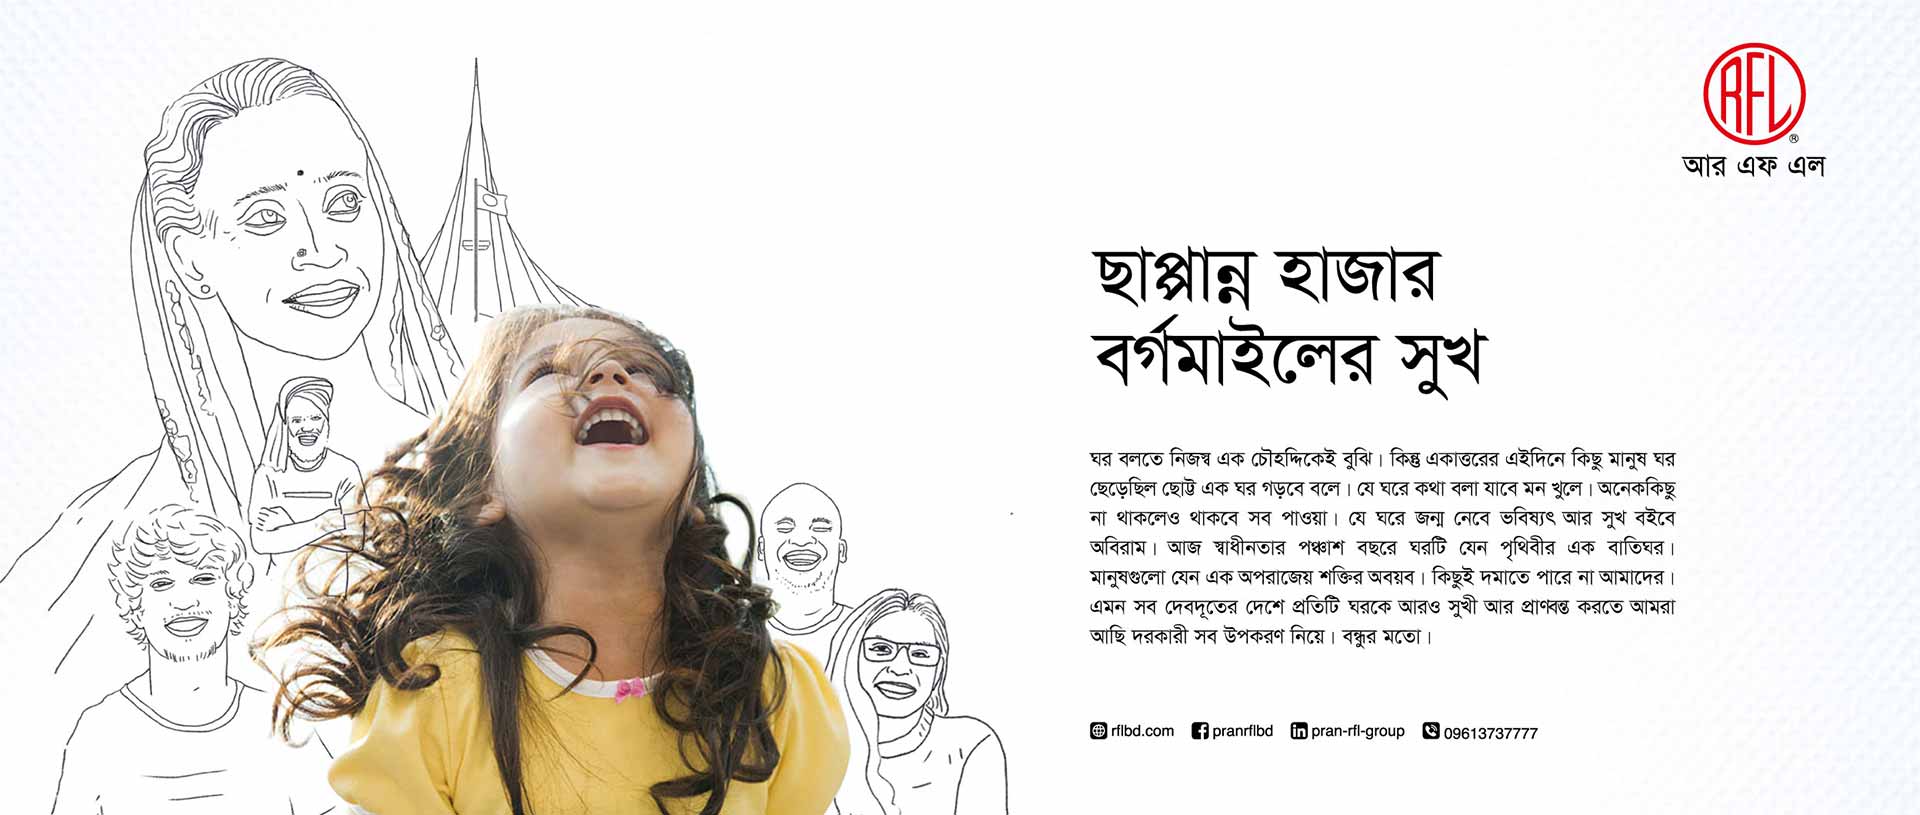 RFL
®
আর এফ এল
ছাপ্পান্ন হাজার
বর্গমাইলের সুখ
ঘর বলতে নিজস্ব এক চৌহদ্দিকেই বুঝি। কিন্তু একাত্তরের এইদিনে কিছু মানুষ ঘর
ছেড়েছিল ছোট্ট এক ঘর গড়বে বলে। যে ঘরে কথা বলা যাবে মন খুলে। অনেককিছু
না থাকলেও থাকবে সব পাওয়া। যে ঘরে জন্ম নেবে ভবিষ্যৎ আর সুখ বইবে
অবিরাম। আজ স্বাধীনতার পঞ্চাশ বছরে ঘরটি যেন পৃথিবীর এক বাতিঘর।
মানুষগুলো যেন এক অপরাজেয় শক্তির অবয়ব। কিছুই দমাতে পারে না আমাদের।
এমন সব দেবদূতের দেশে প্রতিটি ঘরকে আরও সুখী আর প্রাণবন্ত করতে আমরা
আছি দরকারী সব উপকরণ নিয়ে। বন্ধুর মতো।
rflbd.com pranrflbd pran-rfl-group 09613737777